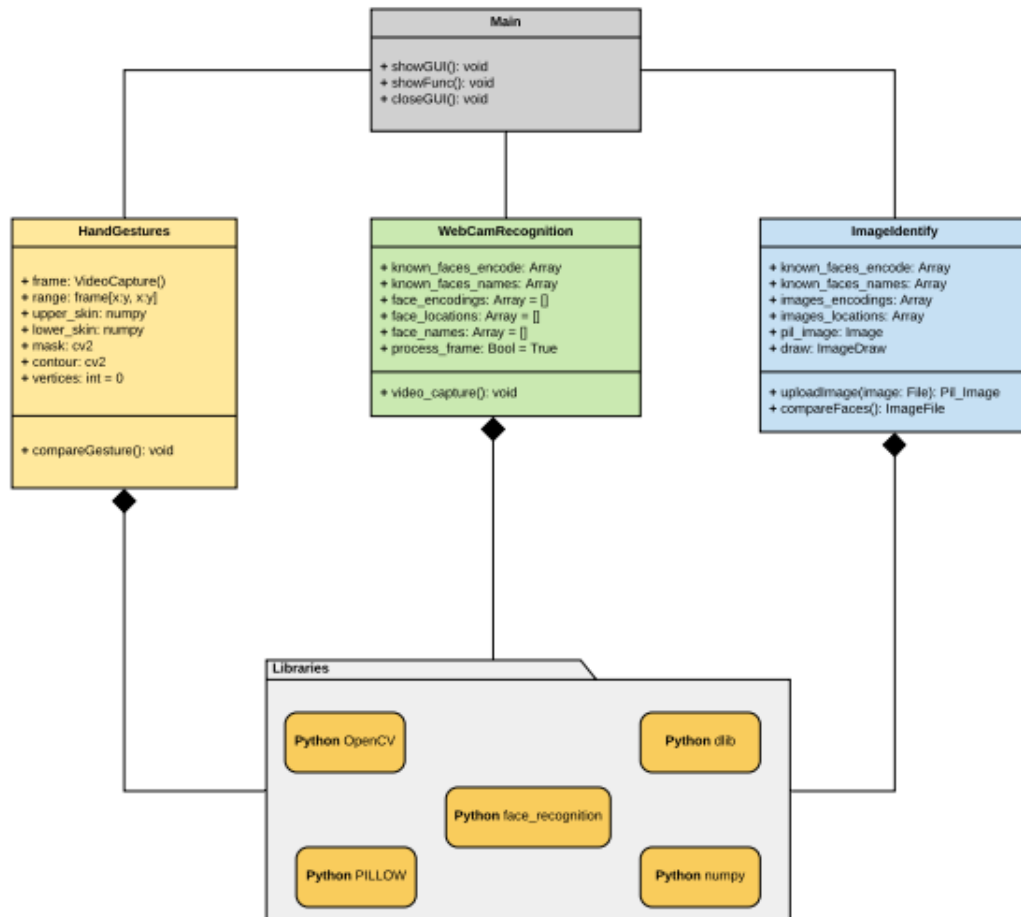 Main
+ showGUI(): void
+ showFunc(): void
+ closeGUI(): void
HandGestures
+ frame: VideoCapture()
+ range: frame[x:y, x:y]
+ upper_skin: numpy
+ lower_skin: numpy
+ mask: cv2
+ contour: cv2
+ vertices: int = 0
+ compareGesture(): void
WebCamRecognition
+ known_faces_encode: Array
+ known_faces_names: Array
+ face_encodings: Array = []
+ face_locations: Array = []
+ face_names: Array = []
+ process_frame: Bool = True
+ video_capture(): void
ImageIdentify
+ known_faces_encode: Array
+ known_faces_names: Array
+ images_encodings: Array
+ images_locations: Array
+ pil_image: Image
+ draw: ImageDraw
+ uploadImage(image: File): Pil_Image
+ compareFaces(): ImageFile
Libraries
Python OpenCV
Python dlib
Python face_recognition
Python PILLOW
Python numpy